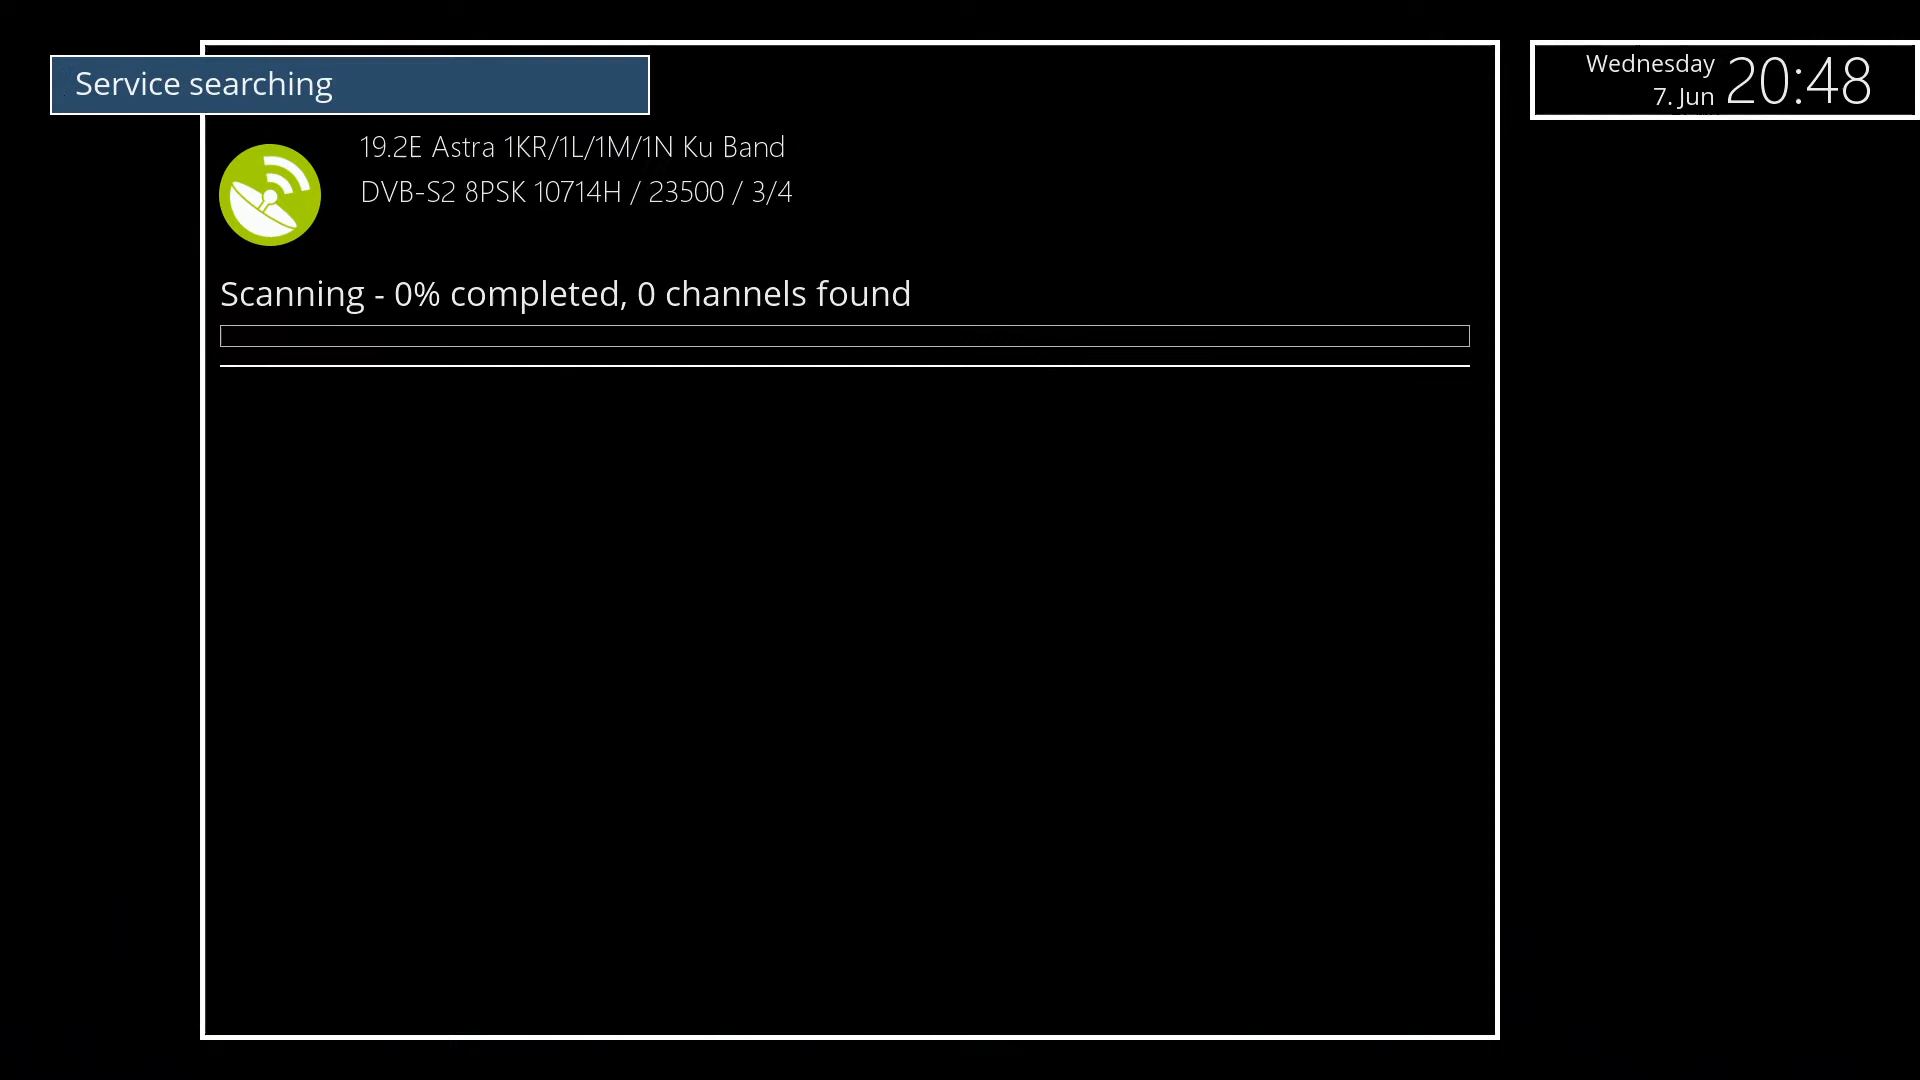 Service searching
Wednesday
7. Jun
20:48
19.2E Astra 1KR/1L/1M/1N Ku Band
DVB-S2 8PSK 10714H / 23500 / 3/4
Scanning - 0% completed, 0 channels found